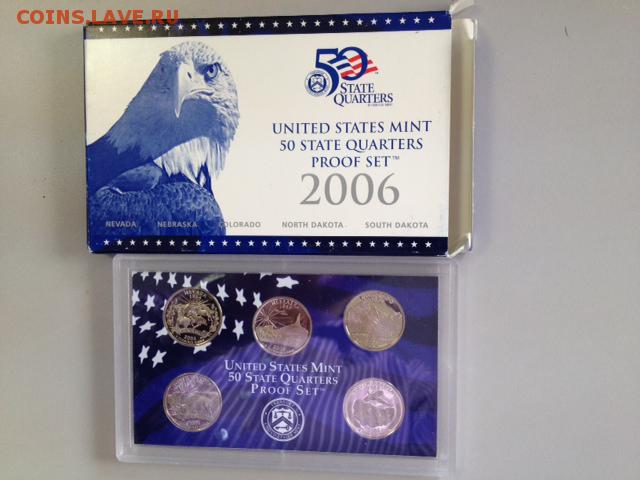 coins.lave.ru
50
STATE
QUARTERS
UNITED STATES MINT
50 STATE QUARTERS
PROOF SET™
2006
NEVADA NEBRASKA COLORADO NORTH DAKOTA SOUTH DAKOTA
UNITED STATES MINT
50 STATE QUARTERS
PROOF SET™